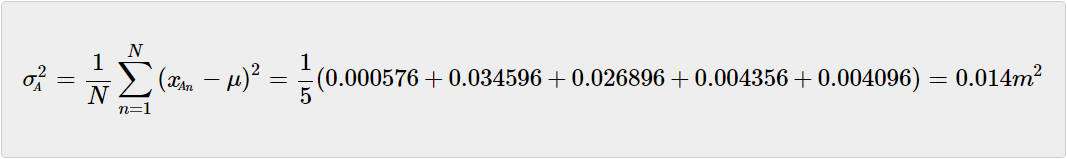 σ_A^2 = \frac{1}{N} \sum_{n=1}^{N} (x_{An} − μ)^2 = \frac{1}{5}(0.000576 + 0.034596 + 0.026896 + 0.004356 + 0.004096) = 0.014m^2